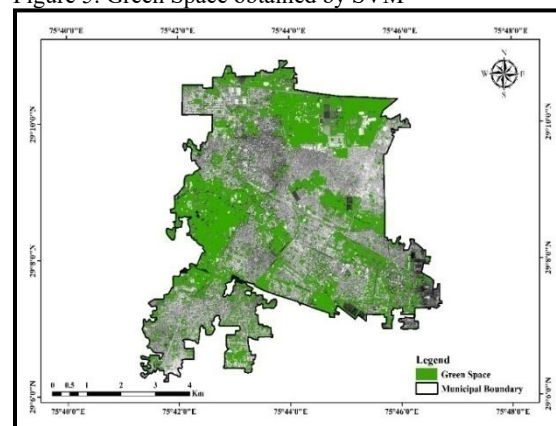 Figure 5. Green Space obtained by SVM
75°40'0"E 75°42'0"E 75°44'0"E 75°46'0"E 75°48'0"E
N
W E
S
29°10'0"N 29°10'0"N
29°8'0"N 29°8'0"N
29°6'0"N 29°6'0"N
Legend
Green Space
Municipal Boundary
0 0.5 1 2 3 4
Km
75°40'0"E 75°42'0"E 75°44'0"E 75°46'0"E 75°48'0"E